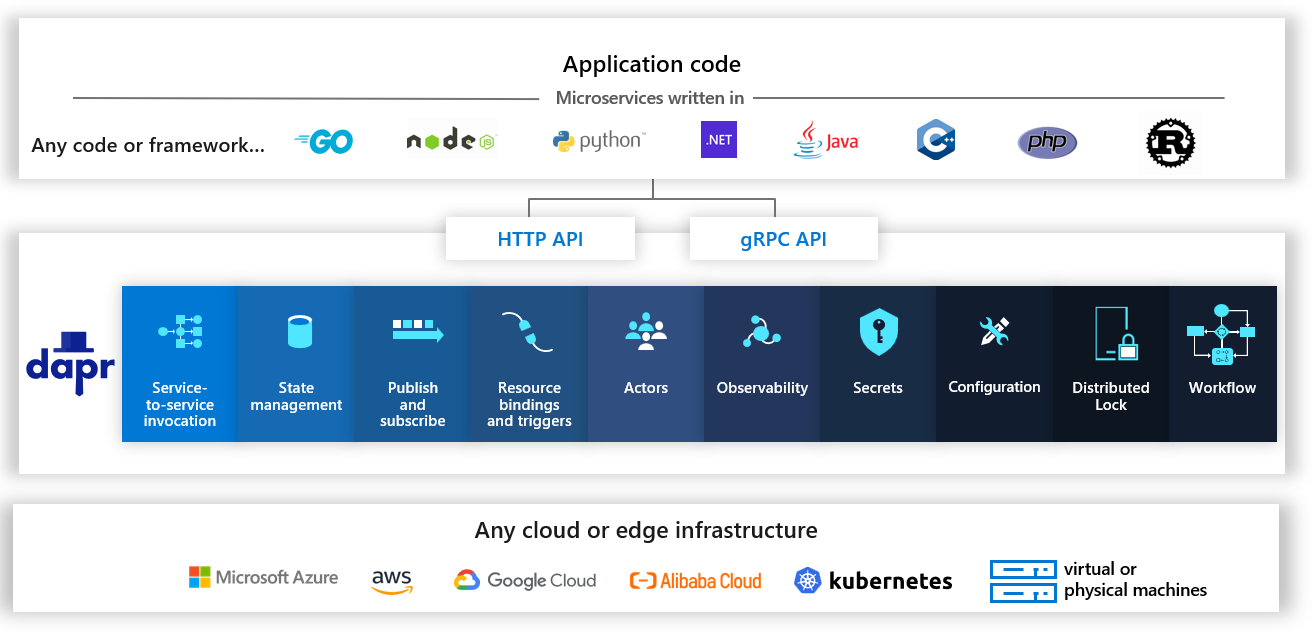 Application code
Microservices written in
Any code or framework...
GO
node
JS
python™
.NET
Java
C++
php
R
HTTP API
gRPC API
dapr
Service-
to-service
invocation
State
management
Publish
and
subscribe
Resource
bindings
and triggers
Actors
Observability
Secrets
Configuration
Distributed
Lock
Workflow
Any cloud or edge infrastructure
Microsoft Azure
aws
Google Cloud
Alibaba Cloud
kubernetes
virtual or
physical machines